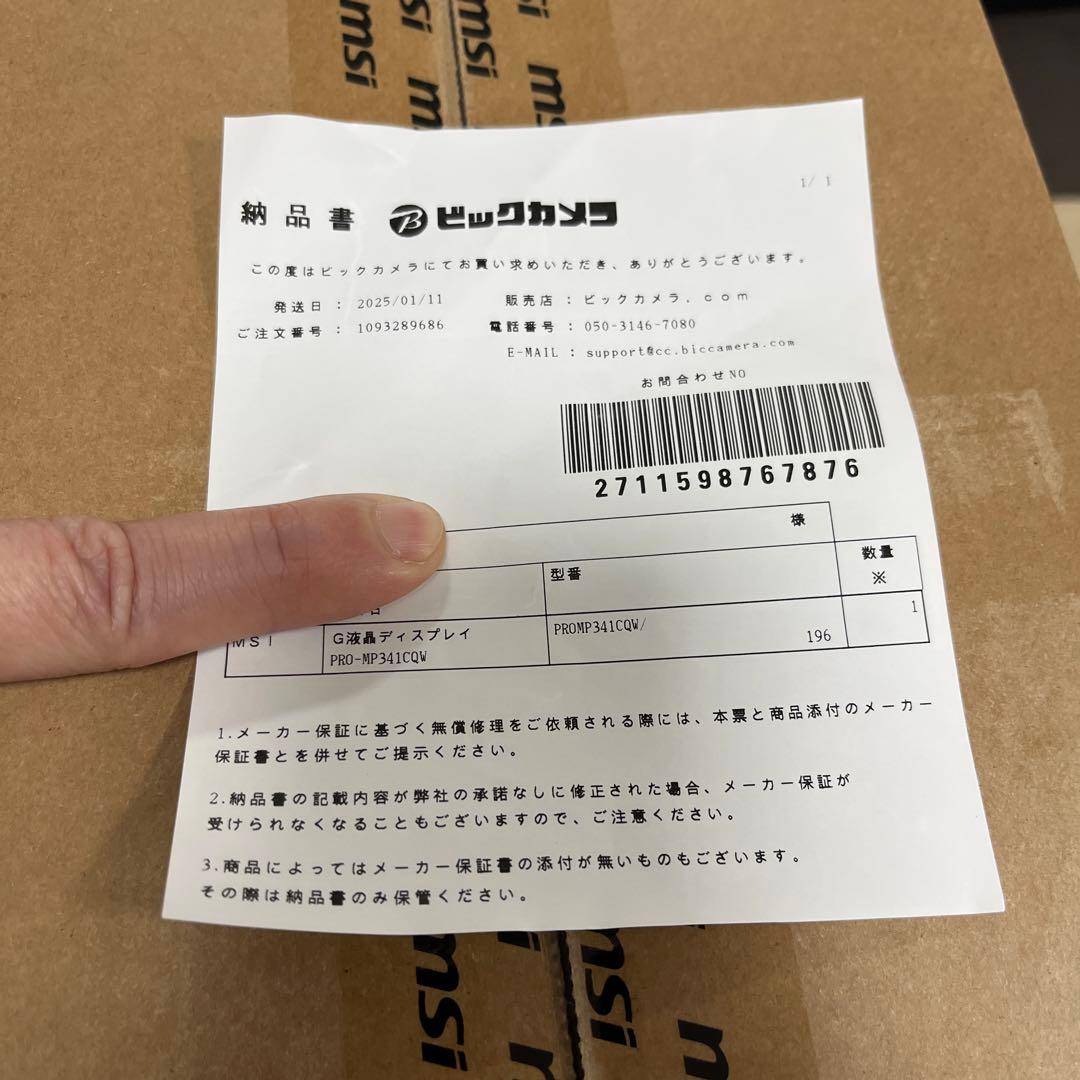 msi msi
m m
1/ 1
納品書 B ビックカメラ
この度はビックカメラにてお買い求めいただき、ありがとうございます。
発送日 : 2025/01/11 販売店 : ビックカメラ.com
ご注文番号 : 1093289686 電話番号 : 050-3146-7080
E-MAIL : support@cc.biccamera.com
お問合わせNO
2711598767876
様
型番 数量
※
名
MSI G液晶ディスプレイ PROMP341CQW/ 196 1
PRO-MP341CQW
1.メーカー保証に基づく無償修理をご依頼される際には、本票と商品添付のメーカー
保証書とを併せてご提示ください。
2.納品書の記載内容が弊社の承諾なしに修正された場合、メーカー保証が
受けられなくなることもございますので、ご注意ください。
3.商品によってはメーカー保証書の添付が無いものもございます。
その際は納品書のみ保管ください。
msi msi